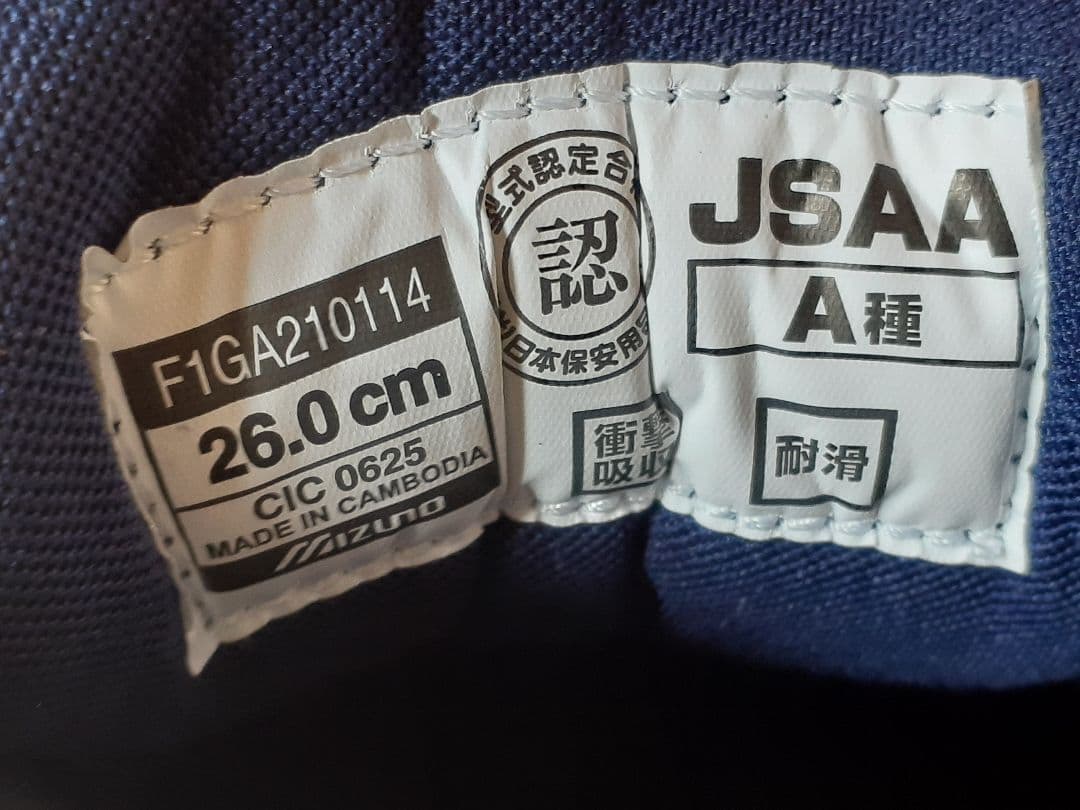 F1GA210114
26.0 cm
CIC 0625
MADE IN CAMBODIA
MIZUNO
型式認定合
認
日本保安用品
衝撃
吸収
JSAA
A種
耐滑